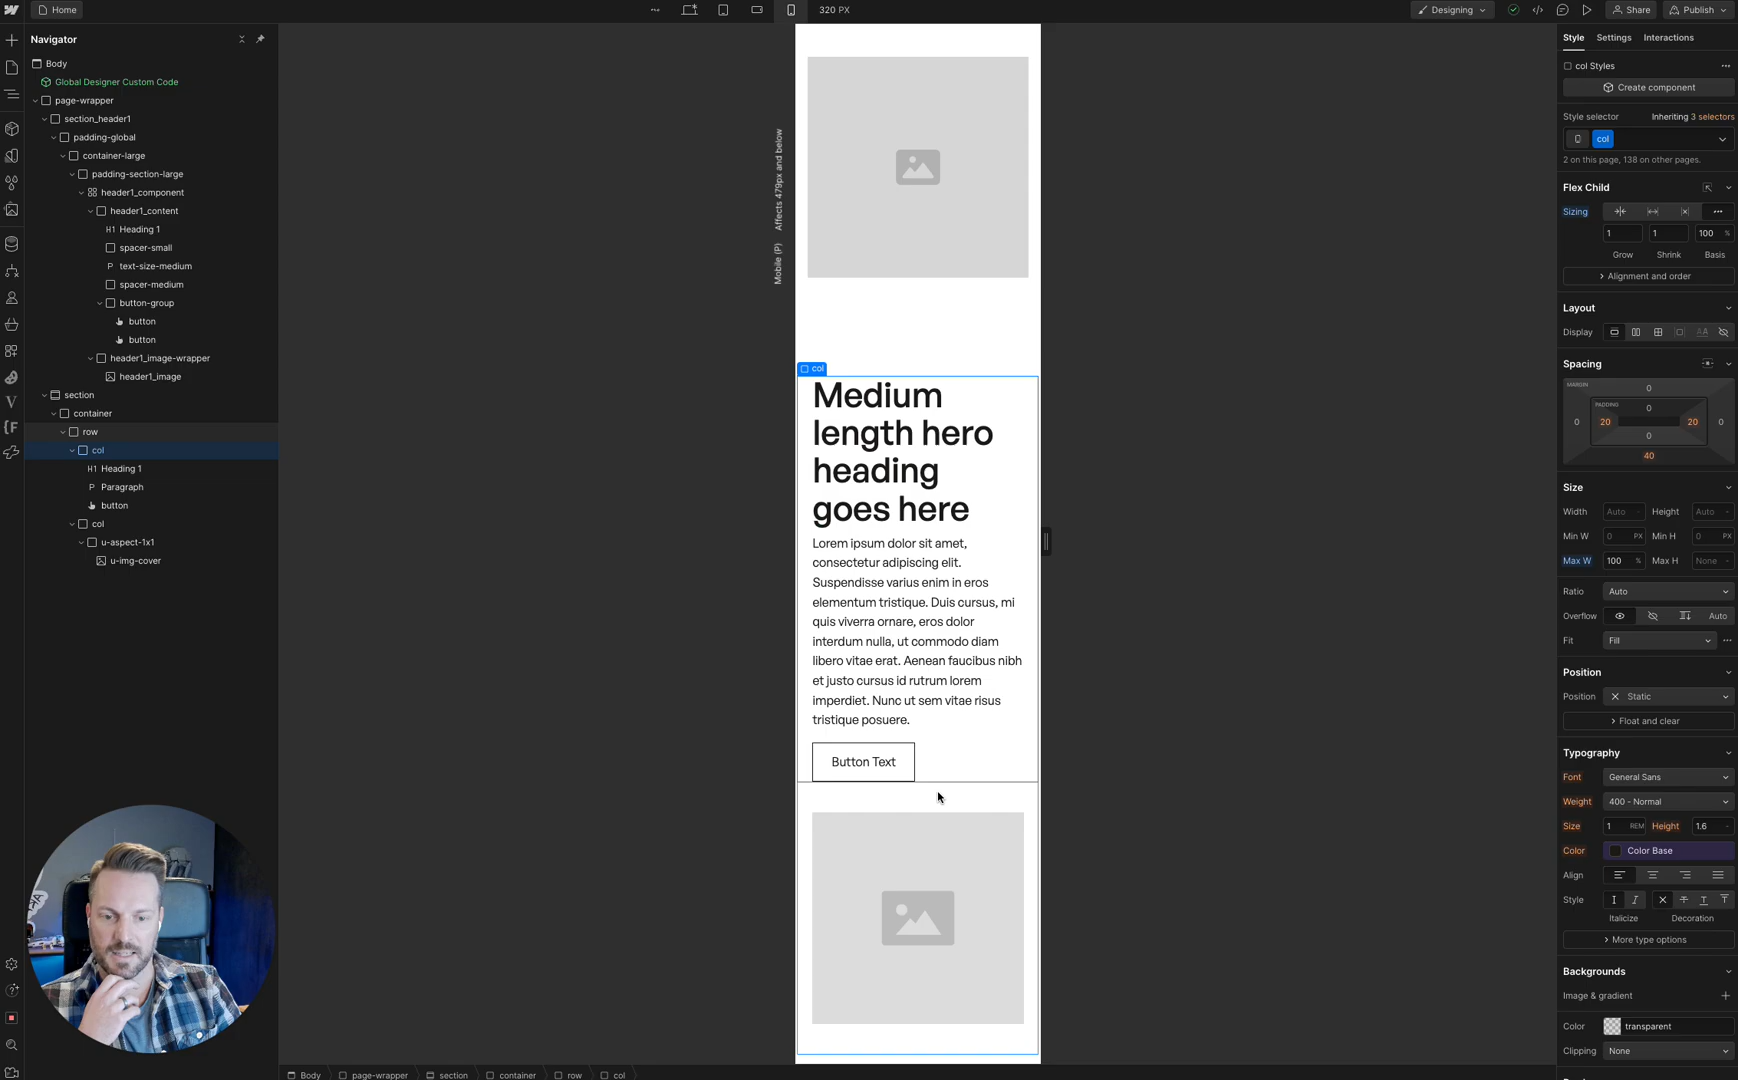 Home
320 PX
Designing
Share
Publish
Navigator
Body
Global Designer Custom Code
page-wrapper
section_header1
padding-global
container-large
padding-section-large
header1_component
header1_content
H1 Heading 1
spacer-small
P text-size-medium
spacer-medium
button-group
button
button
header1_image-wrapper
header1_image
section
container
row
col
H1 Heading 1
P Paragraph
button
col
u-aspect-1x1
u-img-cover
Affects 479px and below
Mobile (P)
col
Medium
length hero
heading
goes here
Lorem ipsum dolor sit amet,
consectetur adipiscing elit.
Suspendisse varius enim in eros
elementum tristique. Duis cursus, mi
quis viverra ornare, eros dolor
interdum nulla, ut commodo diam
libero vitae erat. Aenean faucibus nibh
et justo cursus id rutrum lorem
imperdiet. Nunc ut sem vitae risus
tristique posuere.
Button Text
Body page-wrapper section container row col
Style Settings Interactions
col Styles
Create component
Style selector Inheriting 3 selectors
col
2 on this page, 138 on other pages.
Flex Child
Sizing
1 1 100 %
Grow Shrink Basis
Alignment and order
Layout
Display
Spacing
MARGIN 0
PADDING 0
0 20 20 0
0
40
Size
Width Auto - Height Auto -
Min W 0 PX Min H 0 PX
Max W 100 % Max H None -
Ratio Auto
Overflow Auto
Fit Fill
Position
Position Static
Float and clear
Typography
Font General Sans
Weight 400 - Normal
Size 1 REM Height 1.6 -
Color Color Base
Align
Style
Italicize Decoration
More type options
Backgrounds
Image & gradient
Color transparent
Clipping None